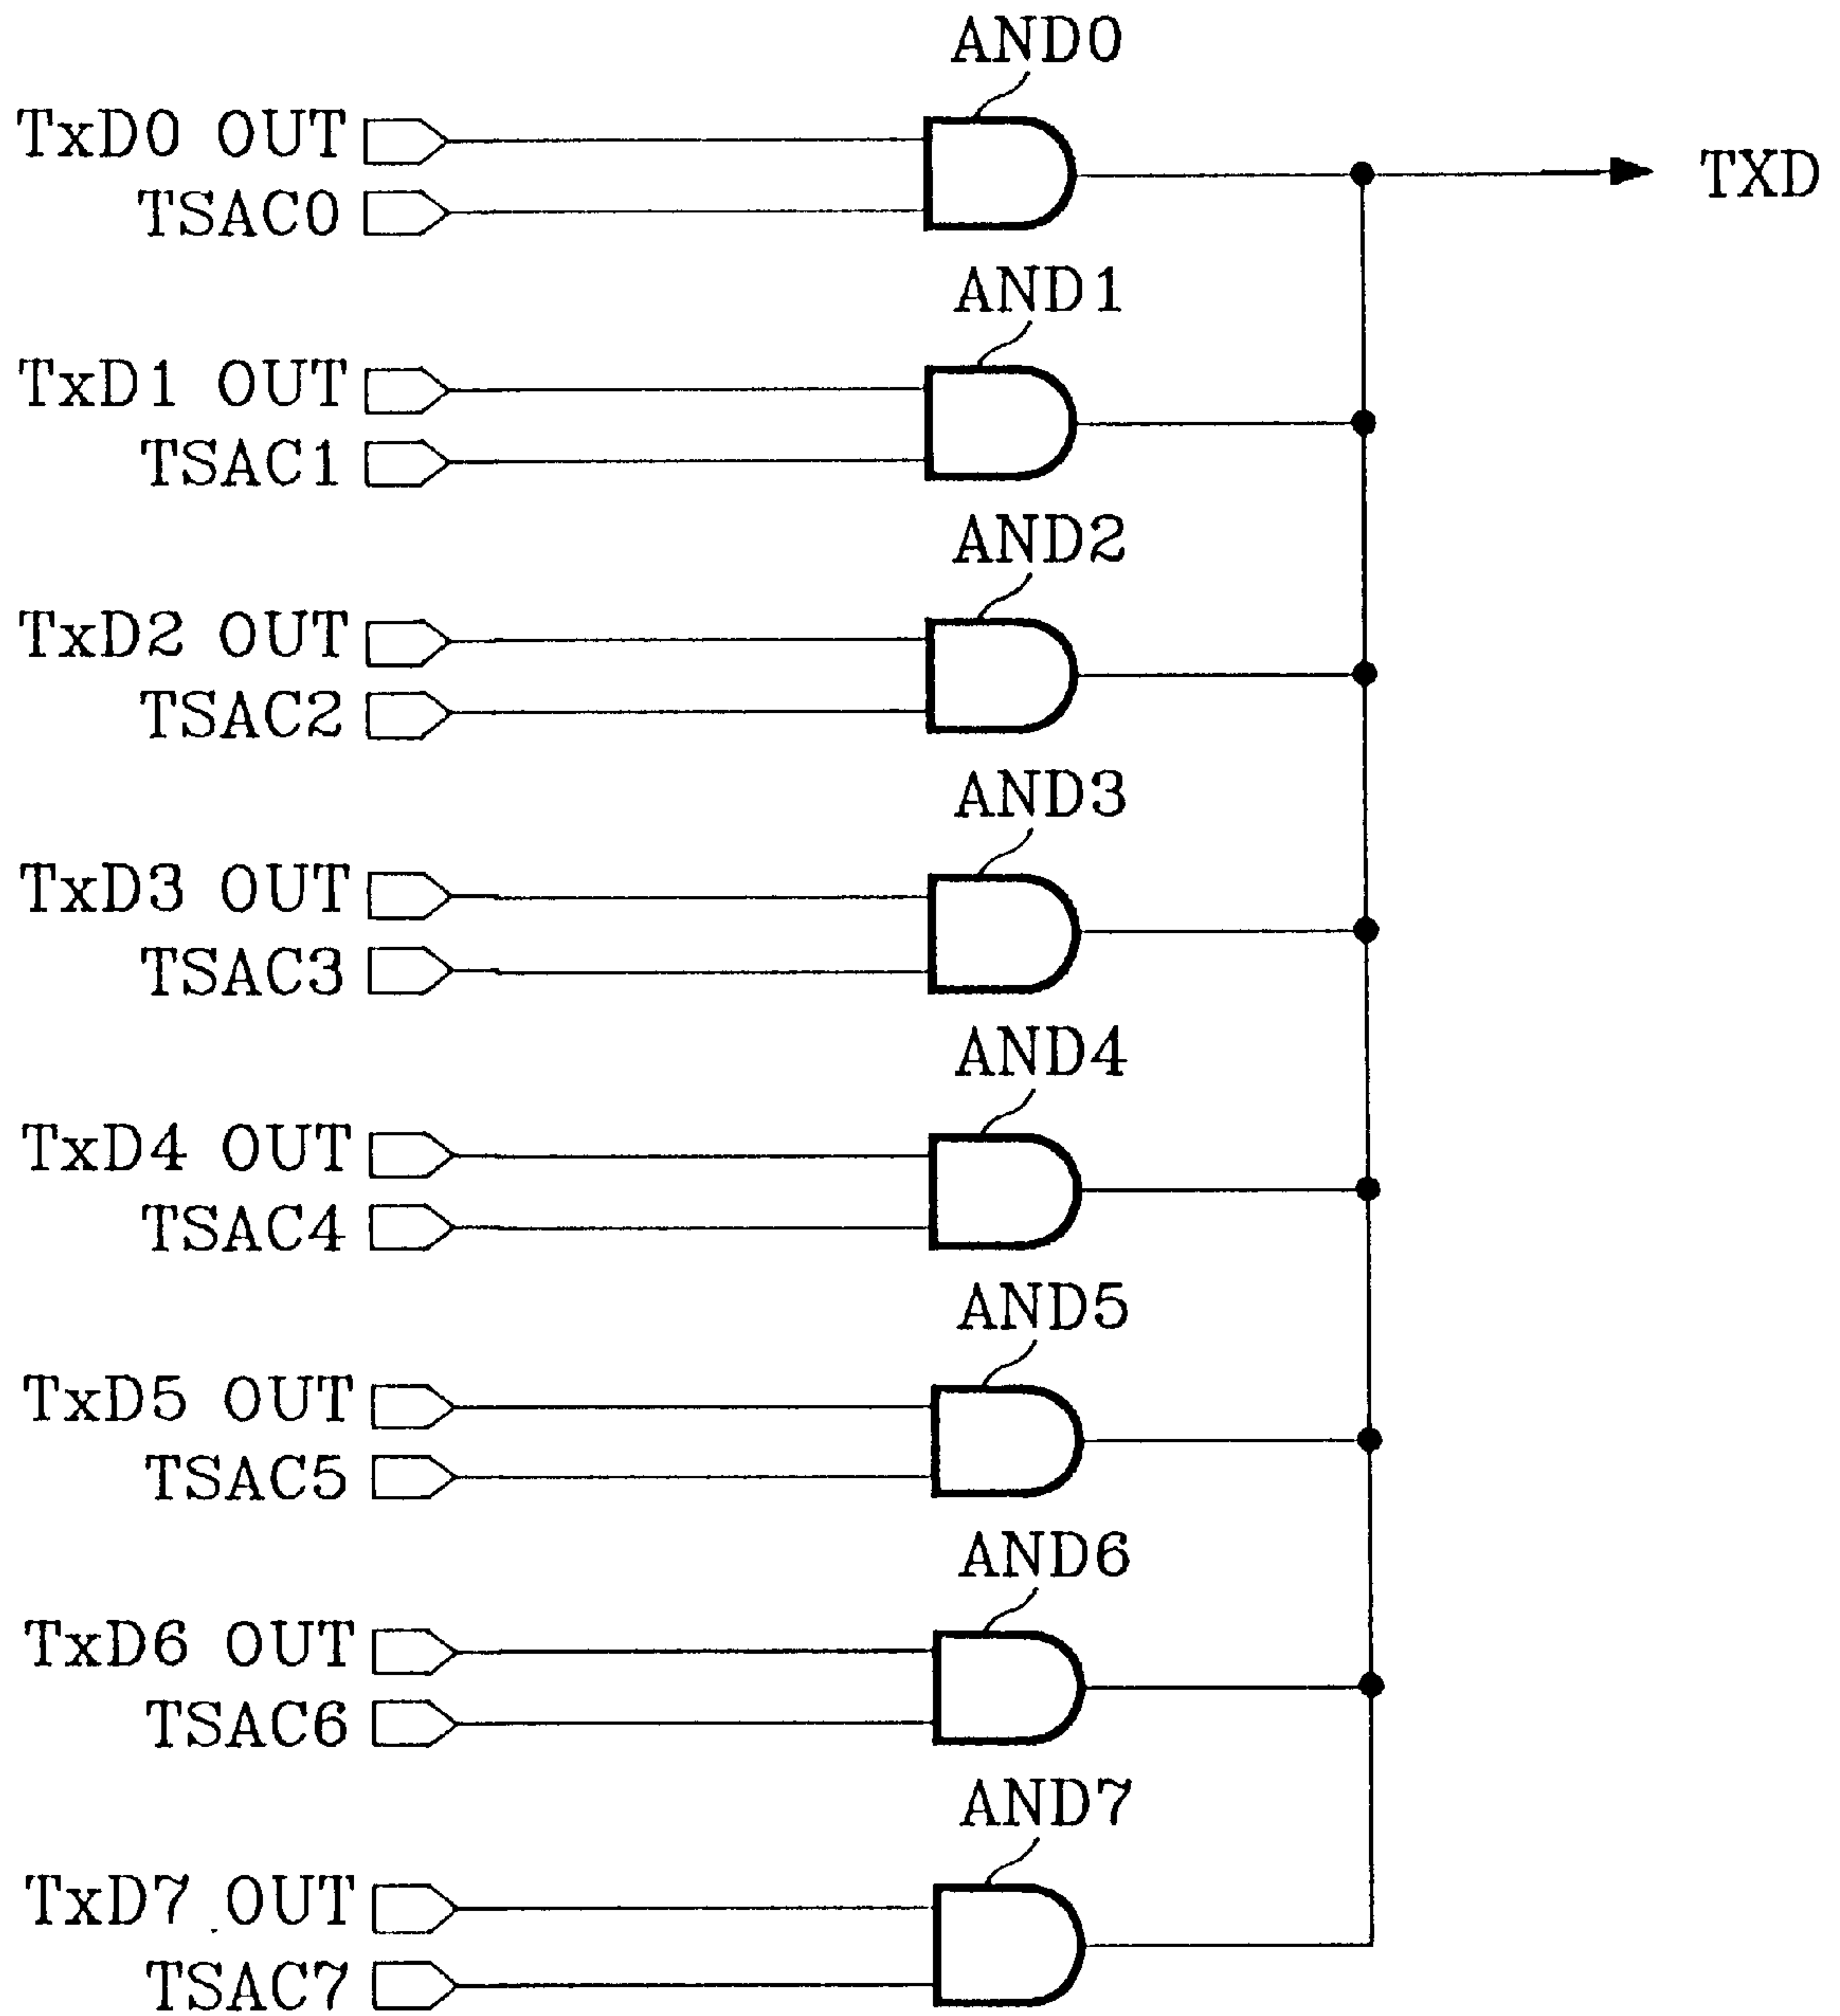 AND0
TxD0 OUT
TXD
TSAC0
AND1
TxD1 OUT
TSAC1
AND2
TxD2 OUT
TSAC2
AND3
TxD3 OUT
TSAC3
AND4
TxD4 OUT
TSAC4
AND5
TxD5 OUT
TSAC5
AND6
TxD6 OUT
TSAC6
AND7
TxD7 OUT
TSAC7